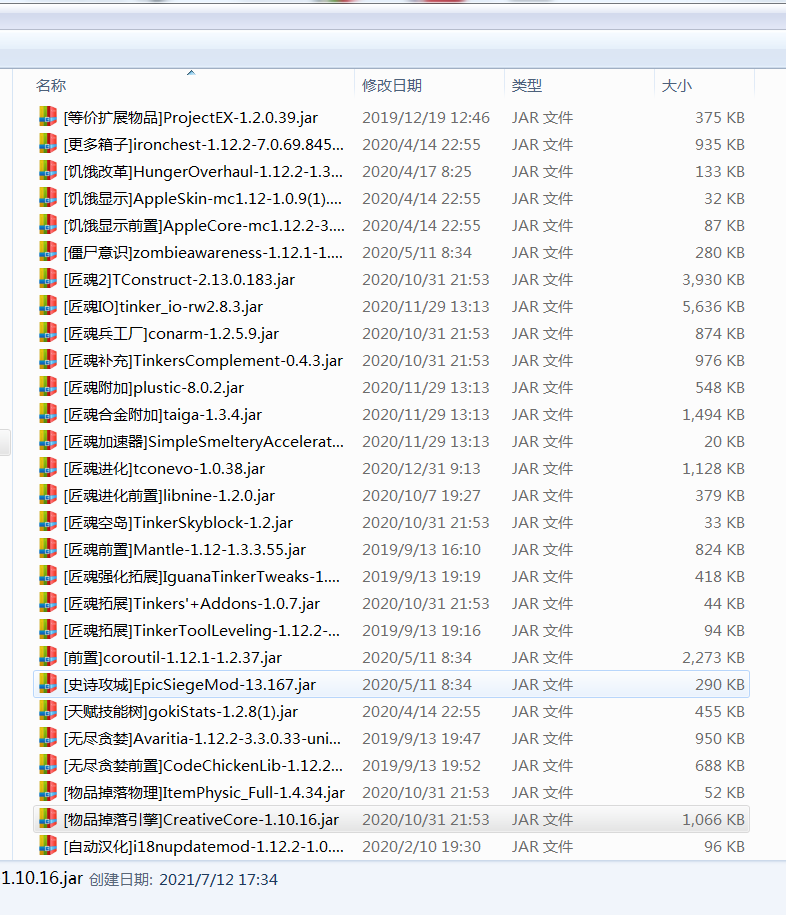 名称 修改日期 类型 大小
[等价扩展物品]ProjectEX-1.2.0.39.jar 2019/12/19 12:46 JAR 文件 375 KB
[更多箱子]ironchest-1.12.2-7.0.69.845... 2020/4/14 22:55 JAR 文件 935 KB
[饥饿改革]HungerOverhaul-1.12.2-1.3... 2020/4/17 8:25 JAR 文件 133 KB
[饥饿显示]AppleSkin-mc1.12-1.0.9(1).... 2020/4/14 22:55 JAR 文件 32 KB
[饥饿显示前置]AppleCore-mc1.12.2-3.... 2020/4/14 22:55 JAR 文件 87 KB
[僵尸意识]zombieawareness-1.12.1-1.... 2020/5/11 8:34 JAR 文件 280 KB
[匠魂2]TConstruct-2.13.0.183.jar 2020/10/31 21:53 JAR 文件 3,930 KB
[匠魂IO]tinker_io-rw2.8.3.jar 2020/11/29 13:13 JAR 文件 5,636 KB
[匠魂兵工厂]conarm-1.2.5.9.jar 2020/10/31 21:53 JAR 文件 874 KB
[匠魂补充]TinkersComplement-0.4.3.jar 2020/10/31 21:53 JAR 文件 976 KB
[匠魂附加]plustic-8.0.2.jar 2020/11/29 13:13 JAR 文件 548 KB
[匠魂合金附加]taiga-1.3.4.jar 2020/11/29 13:13 JAR 文件 1,494 KB
[匠魂加速器]SimpleSmelteryAccelerat... 2020/11/29 13:13 JAR 文件 20 KB
[匠魂进化]tconevo-1.0.38.jar 2020/12/31 9:13 JAR 文件 1,128 KB
[匠魂进化前置]libnine-1.2.0.jar 2020/10/7 19:27 JAR 文件 379 KB
[匠魂空岛]TinkerSkyblock-1.2.jar 2020/10/31 21:53 JAR 文件 33 KB
[匠魂前置]Mantle-1.12-1.3.3.55.jar 2019/9/13 16:10 JAR 文件 824 KB
[匠魂强化拓展]IguanaTinkerTweaks-1.... 2019/9/13 19:19 JAR 文件 418 KB
[匠魂拓展]Tinkers'+Addons-1.0.7.jar 2020/10/31 21:53 JAR 文件 44 KB
[匠魂拓展]TinkerToolLeveling-1.12.2-... 2019/9/13 19:16 JAR 文件 94 KB
[前置]coroutil-1.12.1-1.2.37.jar 2020/5/11 8:34 JAR 文件 2,273 KB
[史诗攻城]EpicSiegeMod-13.167.jar 2020/5/11 8:34 JAR 文件 290 KB
[天赋技能树]gokiStats-1.2.8(1).jar 2020/4/14 22:55 JAR 文件 455 KB
[无尽贪婪]Avaritia-1.12.2-3.3.0.33-uni... 2019/9/13 19:47 JAR 文件 950 KB
[无尽贪婪前置]CodeChickenLib-1.12.2... 2019/9/13 19:52 JAR 文件 688 KB
[物品掉落物理]ItemPhysic_Full-1.4.34.jar 2020/10/31 21:53 JAR 文件 52 KB
[物品掉落引擎]CreativeCore-1.10.16.jar 2020/10/31 21:53 JAR 文件 1,066 KB
[自动汉化]i18nupdatemod-1.12.2-1.0.... 2020/2/10 19:30 JAR 文件 96 KB
1.10.16.jar 创建日期: 2021/7/12 17:34